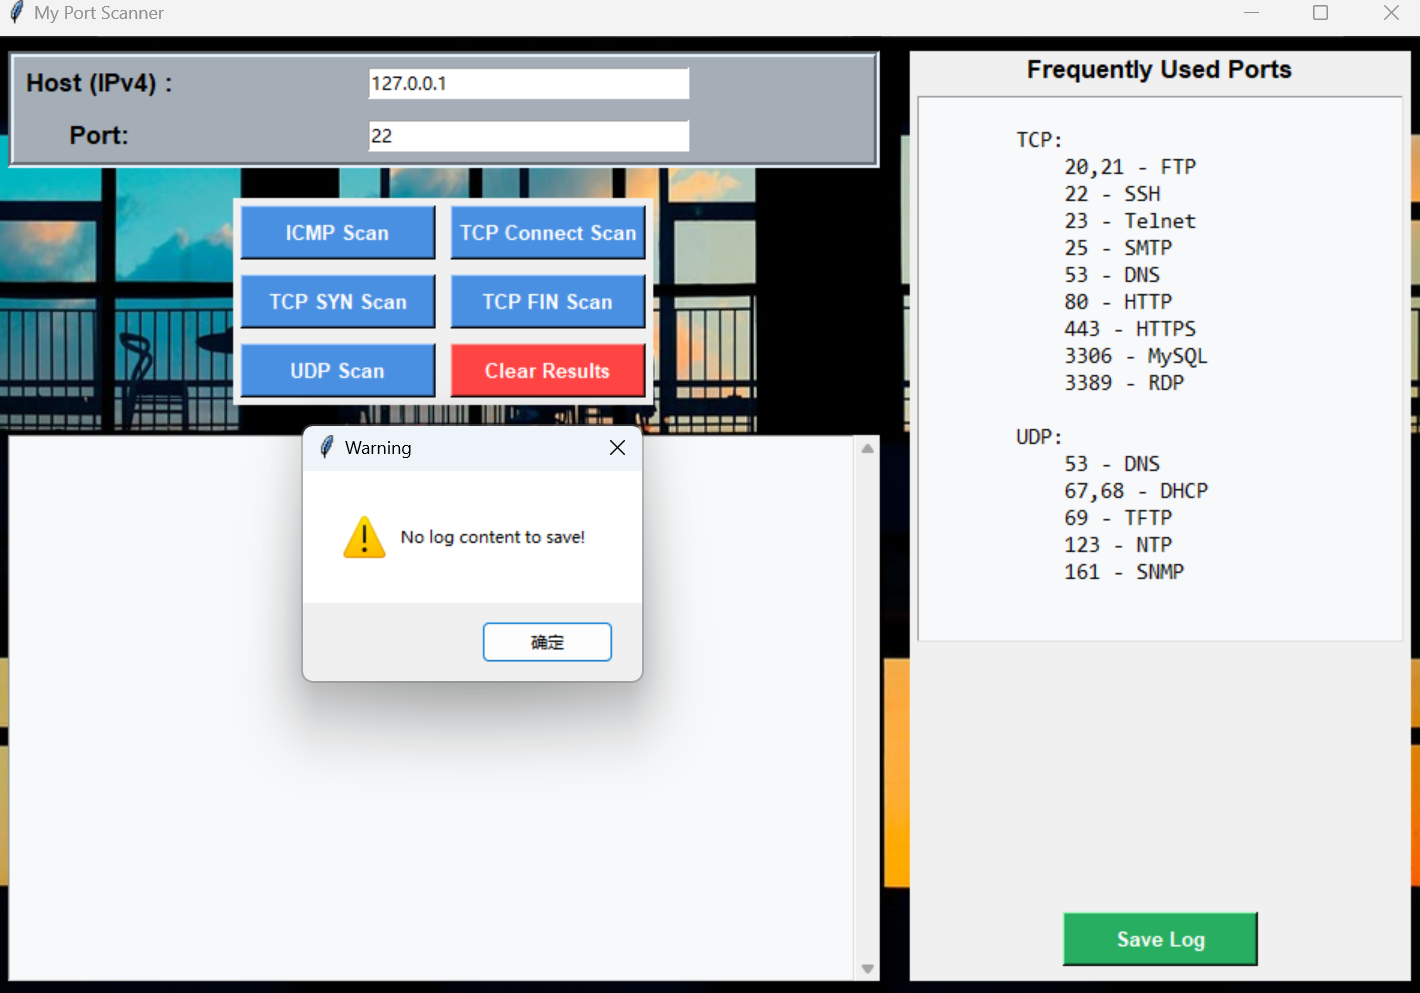 My Port Scanner
Host (IPv4) :
127.0.0.1
Port:
22
ICMP Scan
TCP Connect Scan
TCP SYN Scan
TCP FIN Scan
UDP Scan
Clear Results
Warning
No log content to save!
确定
Frequently Used Ports
TCP:
20,21 - FTP
22 - SSH
23 - Telnet
25 - SMTP
53 - DNS
80 - HTTP
443 - HTTPS
3306 - MySQL
3389 - RDP
UDP:
53 - DNS
67,68 - DHCP
69 - TFTP
123 - NTP
161 - SNMP
Save Log